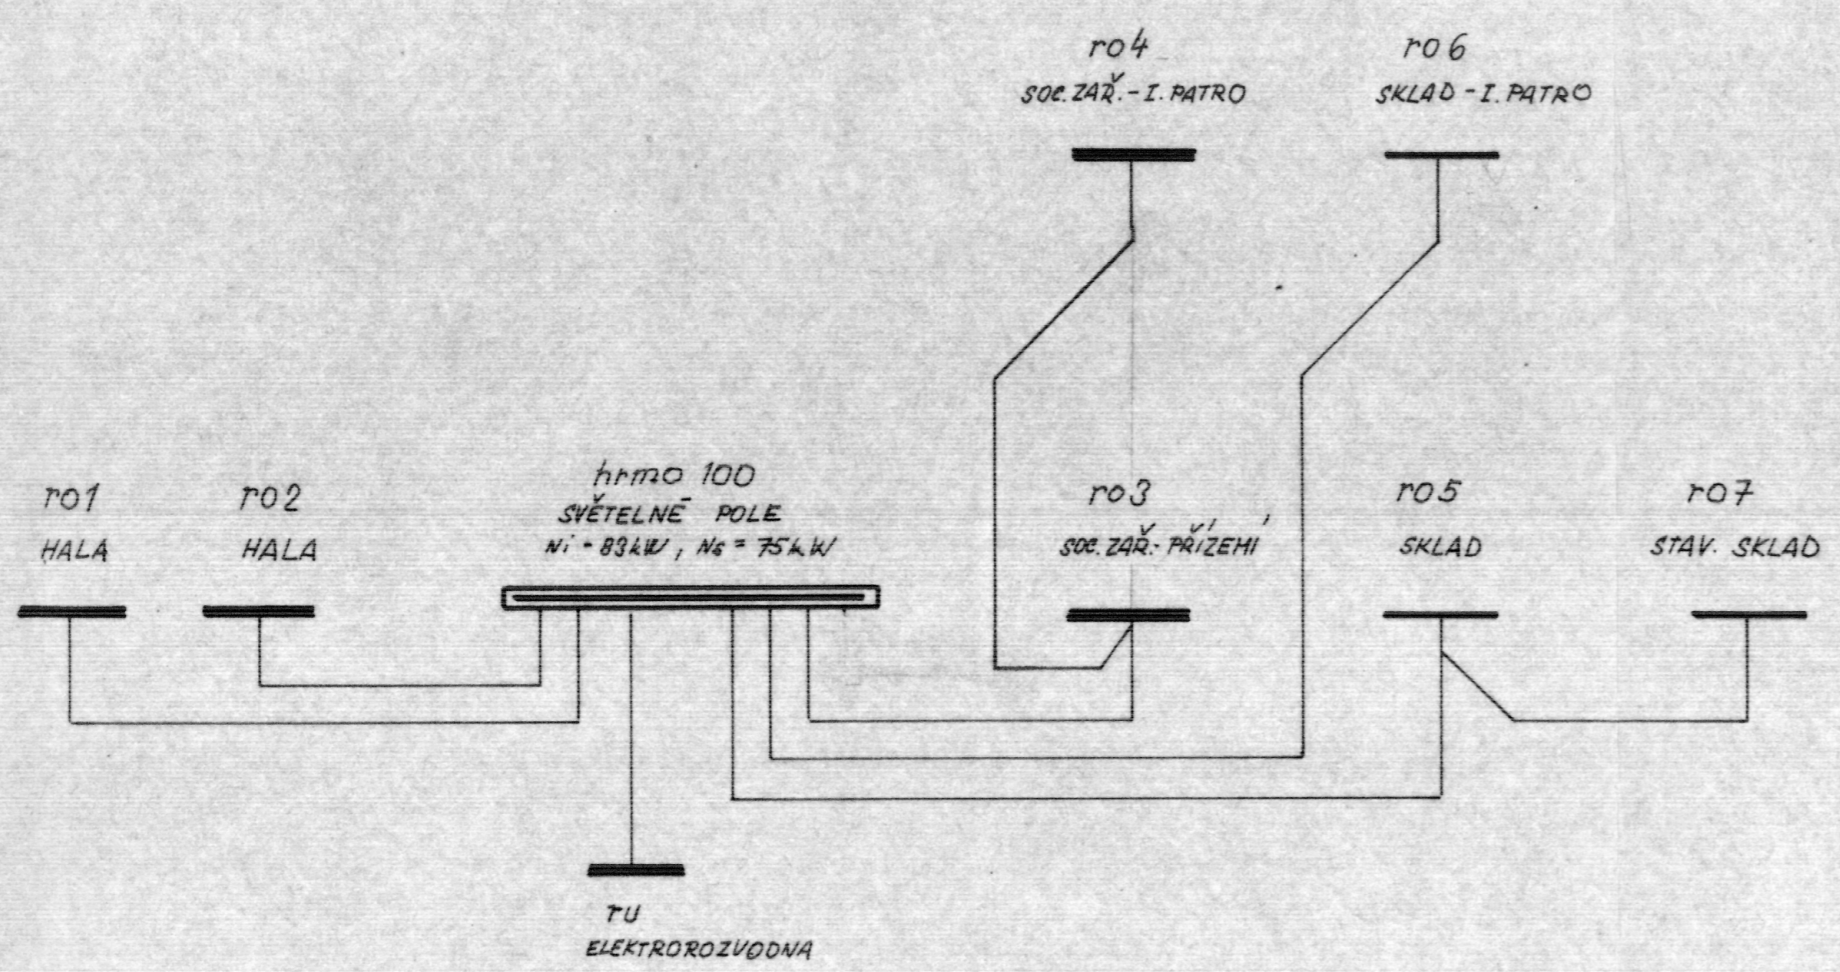 ro4
SOC. ZAŘ. - I. PATRO
ro6
SKLAD - I. PATRO
ro1
HALA
ro2
HALA
hrmo 100
SVĚTELNÉ POLE
Ni - 83kW, Ns = 75kW
ro3
SOC. ZAŘ. - PŘÍZEMÍ
ro5
SKLAD
ro7
STAV. SKLAD
rU
ELEKTROROZVODNA